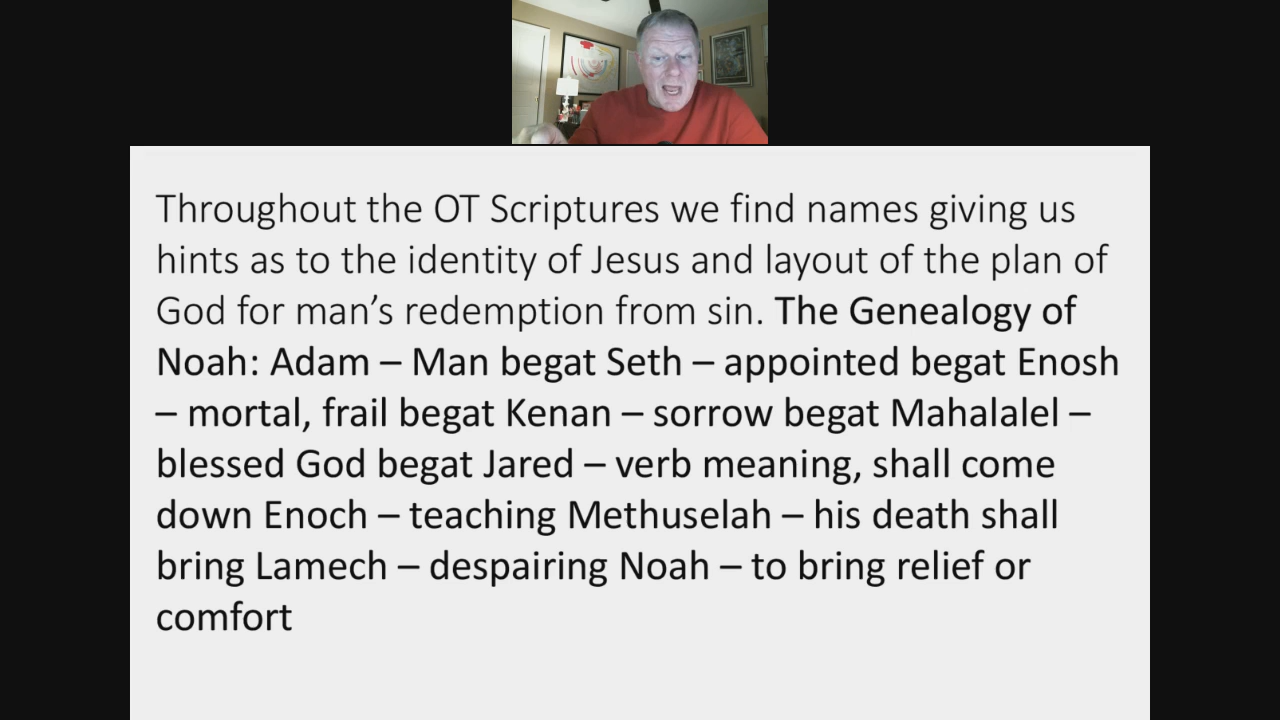 Throughout the OT Scriptures we find names giving us
hints as to the identity of Jesus and layout of the plan of
God for man’s redemption from sin. The Genealogy of
Noah: Adam – Man begat Seth – appointed begat Enosh
– mortal, frail begat Kenan – sorrow begat Mahalalel –
blessed God begat Jared – verb meaning, shall come
down Enoch – teaching Methuselah – his death shall
bring Lamech – despairing Noah – to bring relief or
comfort